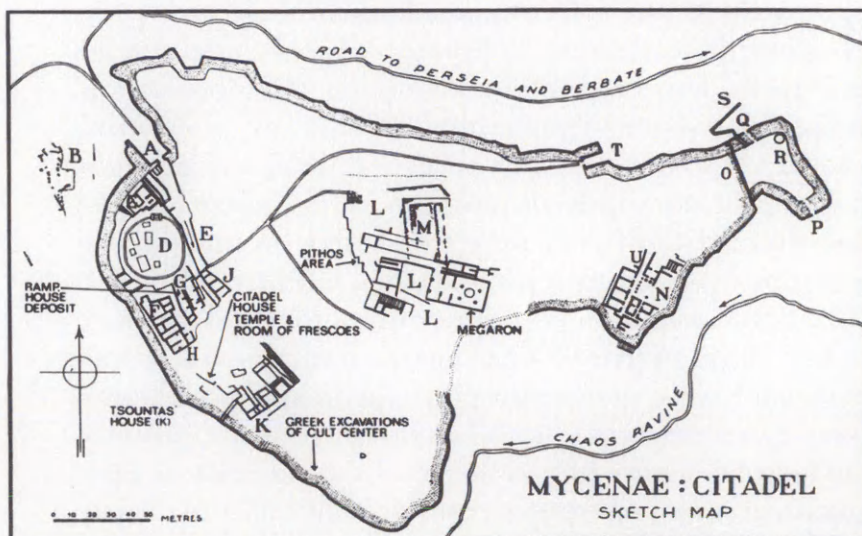 ROAD TO PERSEIA AND BERBATE
S
Q
T
R
O
P
A
B
D
E
L
M
PITHOS
AREA
U
N
J
G
RAMP
HOUSE
DEPOSIT
CITADEL
HOUSE
TEMPLE &
ROOM OF FRESCOES
L
L
MEGARON
F
H
TSOUNTAS'
HOUSE (K)
K
GREEK EXCAVATIONS
OF CULT CENTER
CHAOS RAVINE
MYCENAE : CITADEL
SKETCH MAP
0 10 20 30 40 50 METRES